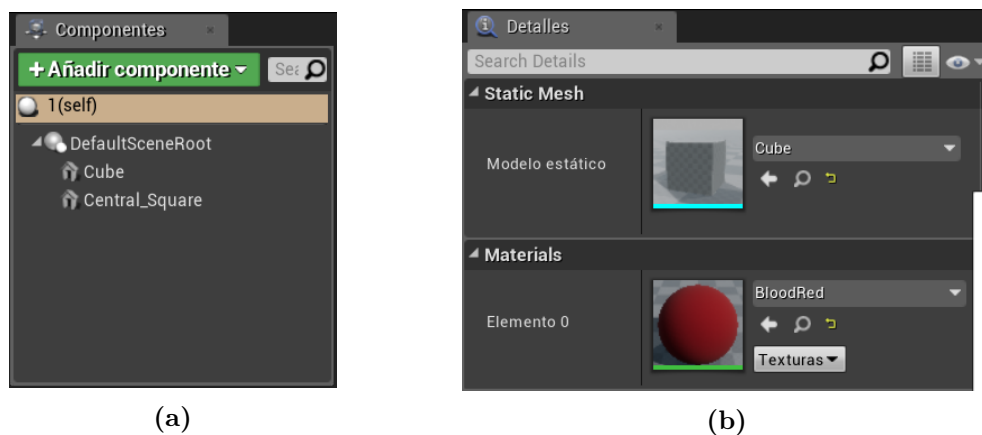 Componentes
+ Añadir componente
1(self)
DefaultSceneRoot
Cube
Central_Square
(a)
Detalles
Search Details
Static Mesh
Modelo estático
Cube
Materials
Elemento 0
BloodRed
Texturas
(b)